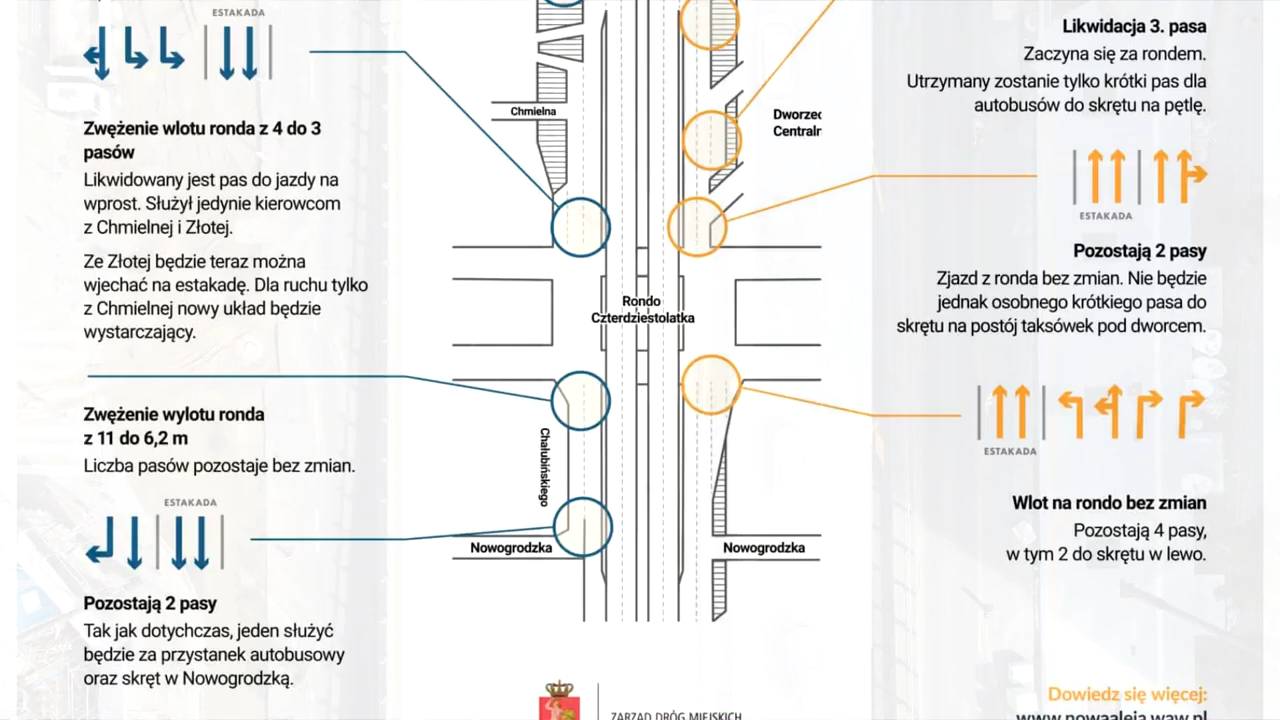 ESTAKADA
Zwężenie wlotu ronda z 4 do 3
pasów
Likwidowany jest pas do jazdy na
wprost. Służył jedynie kierowcom
z Chmielnej i Złotej.
Ze Złotej będzie teraz można
wjechać na estakadę. Dla ruchu tylko
z Chmielnej nowy układ będzie
wystarczający.
Zwężenie wylotu ronda
z 11 do 6,2 m
Liczba pasów pozostaje bez zmian.
ESTAKADA
Pozostają 2 pasy
Tak jak dotychczas, jeden służyć
będzie za przystanek autobusowy
oraz skręt w Nowogrodzką.
Chmielna
Dworzec
Centraln
Rondo
Czterdziestolatka
Chałubińskiego
Nowogrodzka
Nowogrodzka
ZARZĄD DRÓG MIEJSKICH
Likwidacja 3. pasa
Zaczyna się za rondem.
Utrzymany zostanie tylko krótki pas dla
autobusów do skrętu na pętlę.
ESTAKADA
Pozostają 2 pasy
Zjazd z ronda bez zmian. Nie będzie
jednak osobnego krótkiego pasa do
skrętu na postój taksówek pod dworcem.
ESTAKADA
Wlot na rondo bez zmian
Pozostają 4 pasy,
w tym 2 do skrętu w lewo.
Dowiedz się więcej:
www.nowaaleja.waw.pl